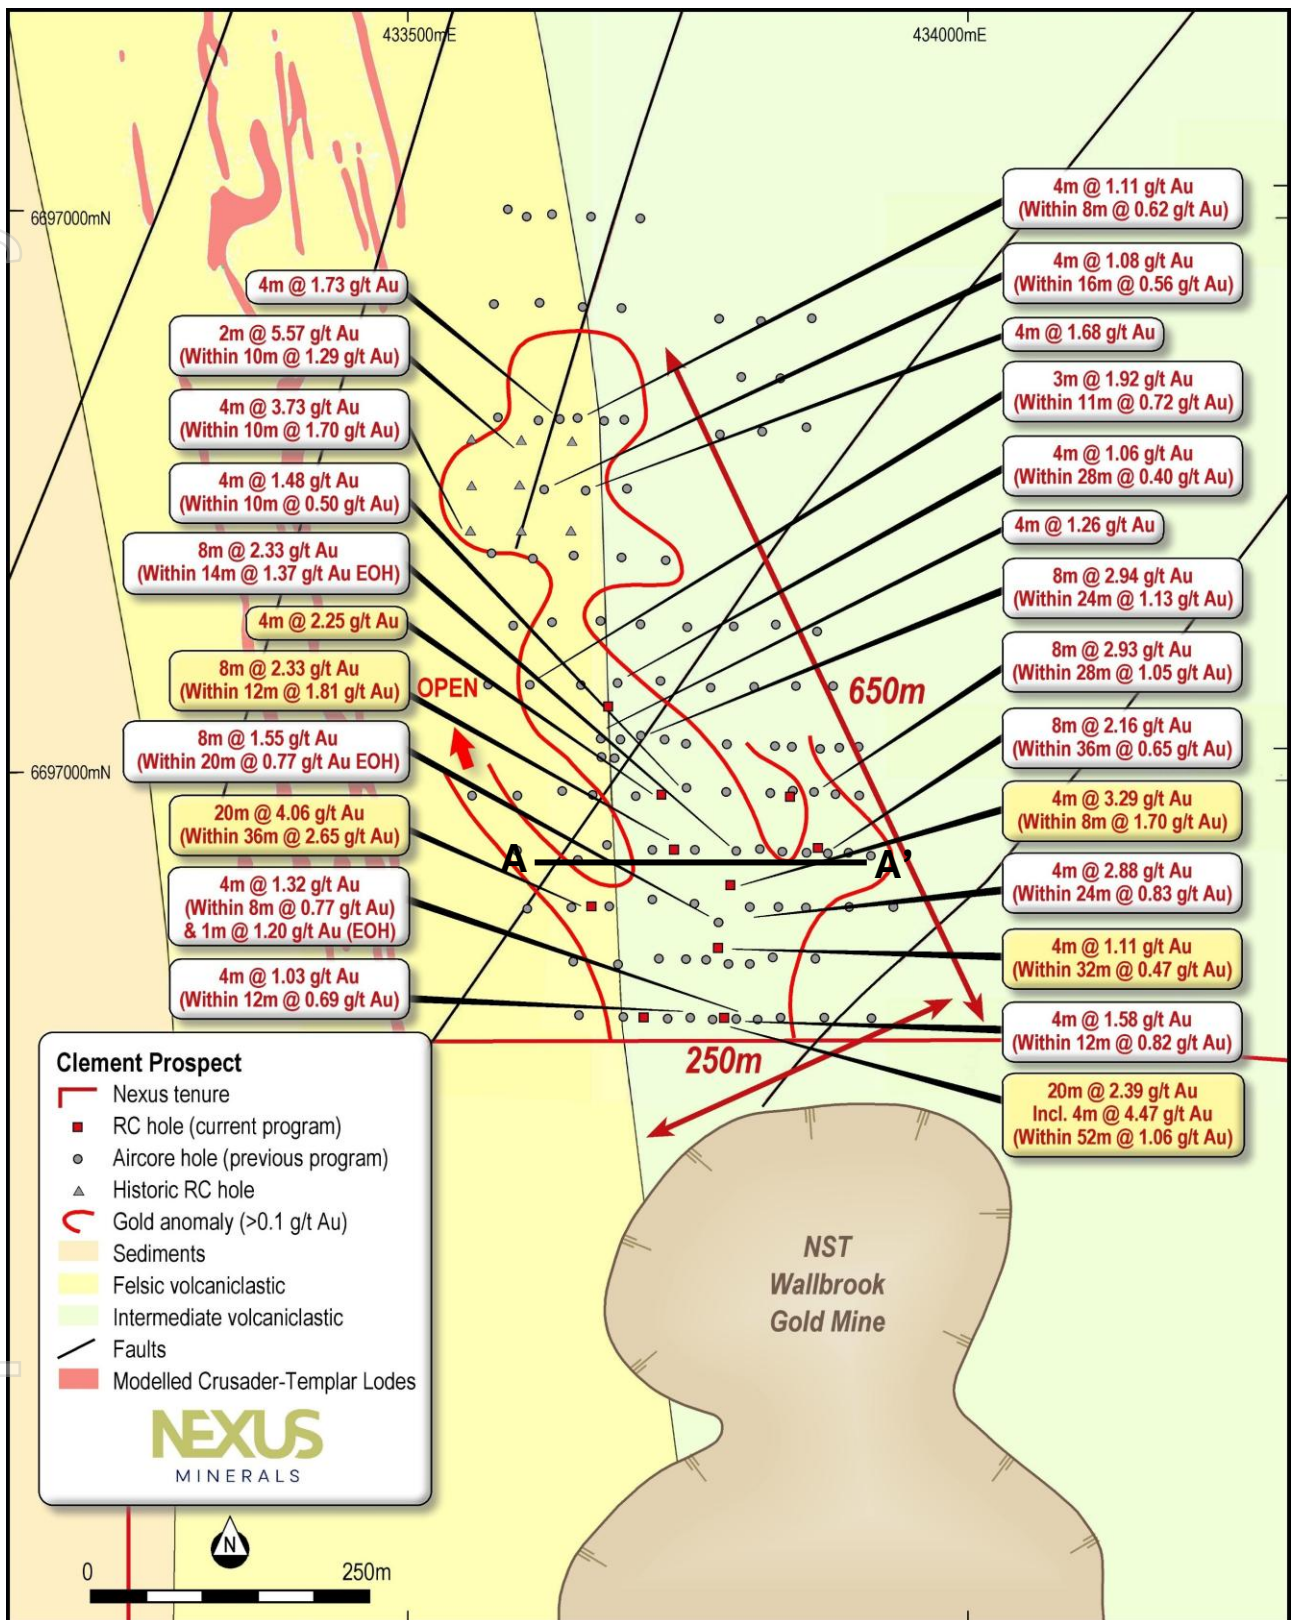 433500mE
434000mE
6697000mN
4m @ 1.73 g/t Au
2m @ 5.57 g/t Au
(Within 10m @ 1.29 g/t Au)
4m @ 3.73 g/t Au
(Within 10m @ 1.70 g/t Au)
4m @ 1.48 g/t Au
(Within 10m @ 0.50 g/t Au)
8m @ 2.33 g/t Au
(Within 14m @ 1.37 g/t Au EOH)
4m @ 2.25 g/t Au
8m @ 2.33 g/t Au
(Within 12m @ 1.81 g/t Au)
8m @ 1.55 g/t Au
(Within 20m @ 0.77 g/t Au EOH)
6697000mN
20m @ 4.06 g/t Au
(Within 36m @ 2.65 g/t Au)
4m @ 1.32 g/t Au
(Within 8m @ 0.77 g/t Au)
& 1m @ 1.20 g/t Au (EOH)
4m @ 1.03 g/t Au
(Within 12m @ 0.69 g/t Au)
OPEN
A
A’
650m
250m
4m @ 1.11 g/t Au
(Within 8m @ 0.62 g/t Au)
4m @ 1.08 g/t Au
(Within 16m @ 0.56 g/t Au)
4m @ 1.68 g/t Au
3m @ 1.92 g/t Au
(Within 11m @ 0.72 g/t Au)
4m @ 1.06 g/t Au
(Within 28m @ 0.40 g/t Au)
4m @ 1.26 g/t Au
8m @ 2.94 g/t Au
(Within 24m @ 1.13 g/t Au)
8m @ 2.93 g/t Au
(Within 28m @ 1.05 g/t Au)
8m @ 2.16 g/t Au
(Within 36m @ 0.65 g/t Au)
4m @ 3.29 g/t Au
(Within 8m @ 1.70 g/t Au)
4m @ 2.88 g/t Au
(Within 24m @ 0.83 g/t Au)
4m @ 1.11 g/t Au
(Within 32m @ 0.47 g/t Au)
4m @ 1.58 g/t Au
(Within 12m @ 0.82 g/t Au)
20m @ 2.39 g/t Au
Incl. 4m @ 4.47 g/t Au
(Within 52m @ 1.06 g/t Au)
Clement Prospect
Nexus tenure
RC hole (current program)
Aircore hole (previous program)
Historic RC hole
Gold anomaly (>0.1 g/t Au)
Sediments
Felsic volcaniclastic
Intermediate volcaniclastic
Faults
Modelled Crusader-Templar Lodes
NEXUS
MINERALS
NST
Wallbrook
Gold Mine
N
0
250m